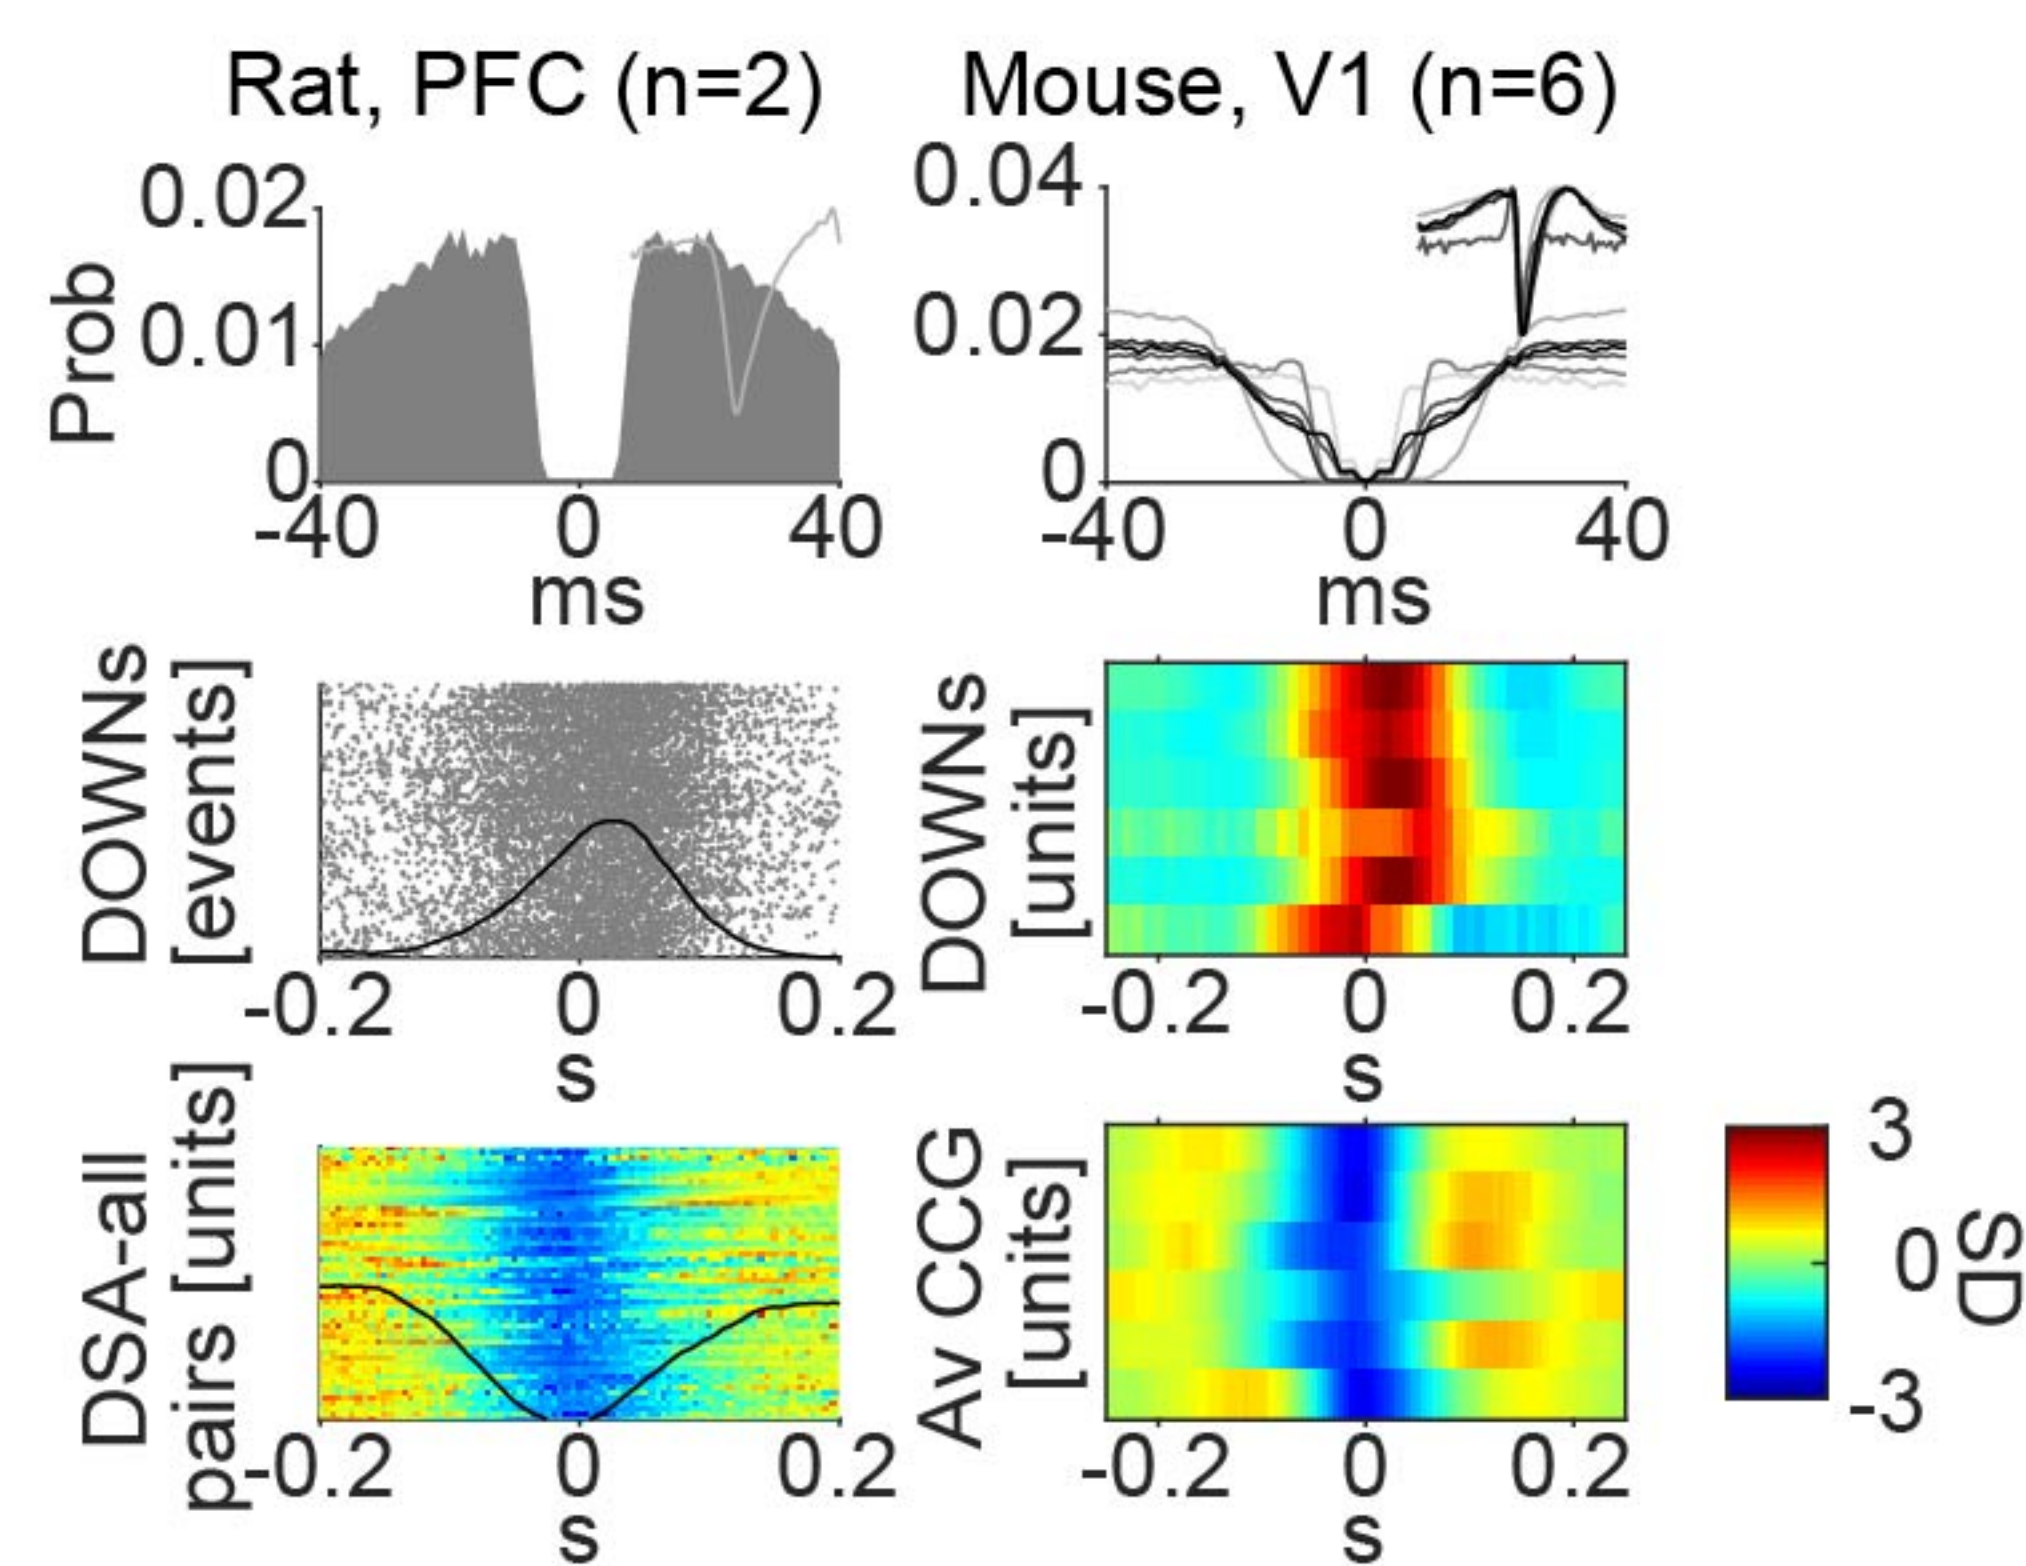 Rat, PFC (n=2)
Mouse, V1 (n=6)
Prob
0.02
0.01
0
-40
0
40
ms
0.04
0.02
0
-40
0
40
ms
DOWNs
[events]
-0.2
0
0.2
s
DOWNs
[units]
-0.2
0
0.2
s
DSA-all
pairs [units]
-0.2
0
0.2
s
Av CCG
[units]
-0.2
0
0.2
s
3
0
-3
SD